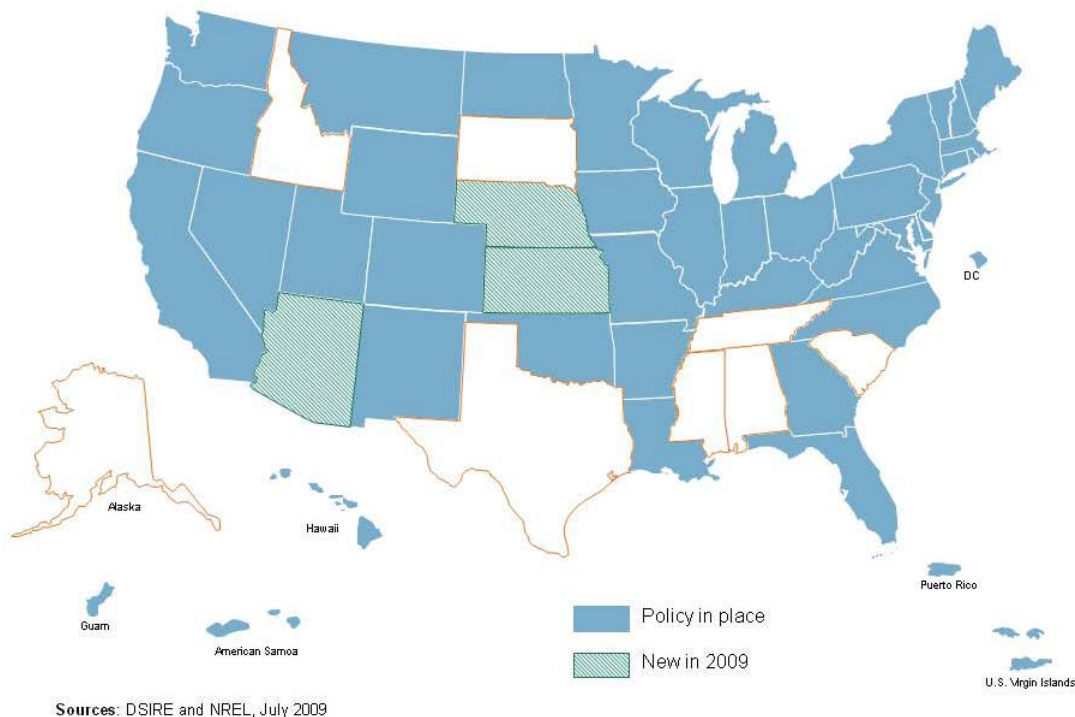 DC
Alaska
Hawaii
Puerto Rico
Guam
American Samoa
Policy in place
New in 2009
U.S. Virgin Islands
Sources: DSIRE and NREL, July 2009